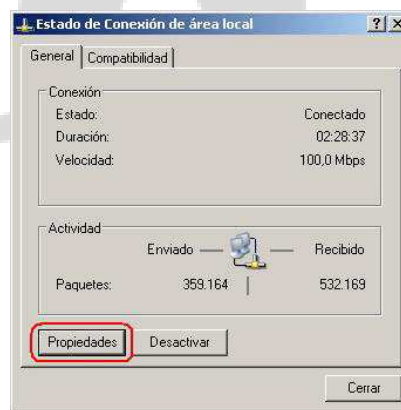 Estado de Conexión de área local
General Compatibilidad
Conexión
Estado: Conectado
Duración: 02:28:37
Velocidad: 100,0 Mbps
Actividad
Enviado Recibido
Paquetes: 359.164 532.169
Propiedades Desactivar
Cerrar